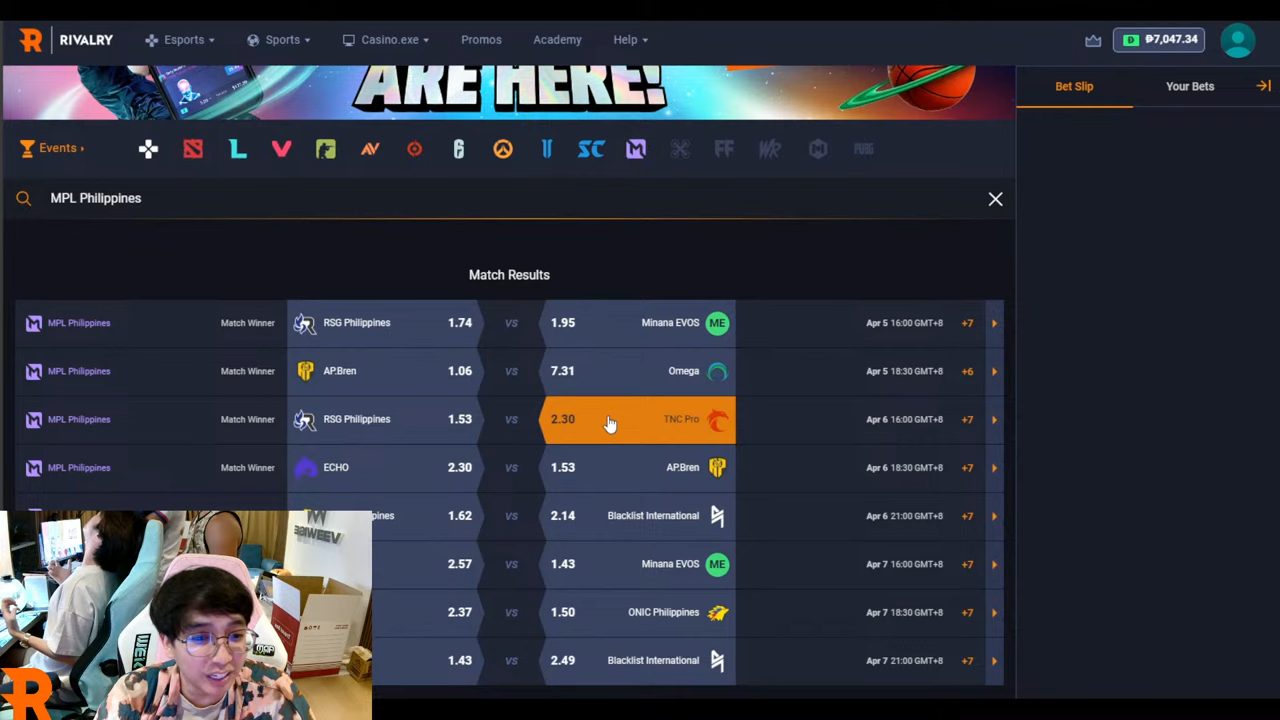 RIVALRY
Esports
Sports
Casino.exe
Promos
Academy
Help
₱7,047.34
ARE HERE!
Bet Slip
Your Bets
Events
FF
WR
PUBG
MPL Philippines
Match Results
MPL Philippines Match Winner RSG Philippines 1.74 VS 1.95 Minana EVOS ME Apr 5 16:00 GMT+8 +7
MPL Philippines Match Winner AP.Bren 1.06 VS 7.31 Omega Apr 5 18:30 GMT+8 +6
MPL Philippines Match Winner RSG Philippines 1.53 VS 2.30 TNC Pro Apr 6 16:00 GMT+8 +7
MPL Philippines Match Winner ECHO 2.30 VS 1.53 AP.Bren Apr 6 18:30 GMT+8 +7
1.62 VS 2.14 Blacklist International Apr 6 21:00 GMT+8 +7
2.57 VS 1.43 Minana EVOS ME Apr 7 16:00 GMT+8 +7
2.37 VS 1.50 ONIC Philippines Apr 7 18:30 GMT+8 +7
1.43 VS 2.49 Blacklist International Apr 7 21:00 GMT+8 +7